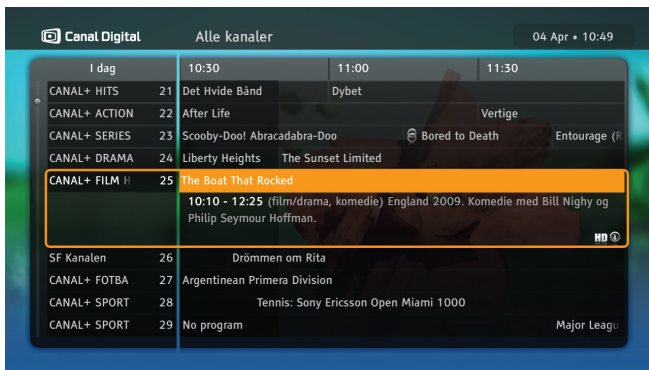 Canal Digital Alle kanaler 04 Apr • 10:49
I dag 10:30 11:00 11:30
CANAL+ HITS 21 Det Hvide Bånd Dybet
CANAL+ ACTION 22 After Life Vertige
CANAL+ SERIES 23 Scooby-Doo! Abracadabra-Doo Bored to Death Entourage (R
CANAL+ DRAMA 24 Liberty Heights The Sunset Limited
CANAL+ FILM H 25 The Boat That Rocked
10:10 - 12:25 (film/drama, komedie) England 2009. Komedie med Bill Nighy og
Philip Seymour Hoffman.
HD
SF Kanalen 26 Drömmen om Rita
CANAL+ FOTBA 27 Argentinean Primera Division
CANAL+ SPORT 28 Tennis: Sony Ericsson Open Miami 1000
CANAL+ SPORT 29 No program Major Leagu